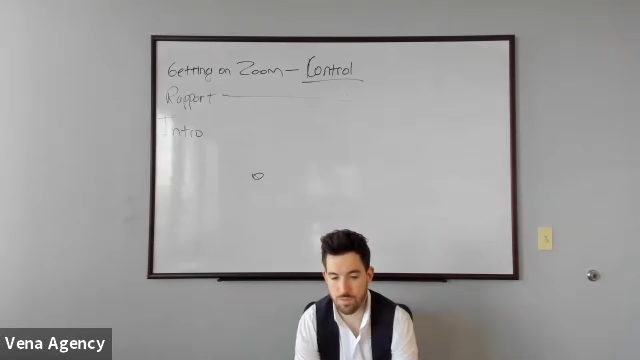 Getting on Zoom — Control
Rapport —
Intro
Vena Agency